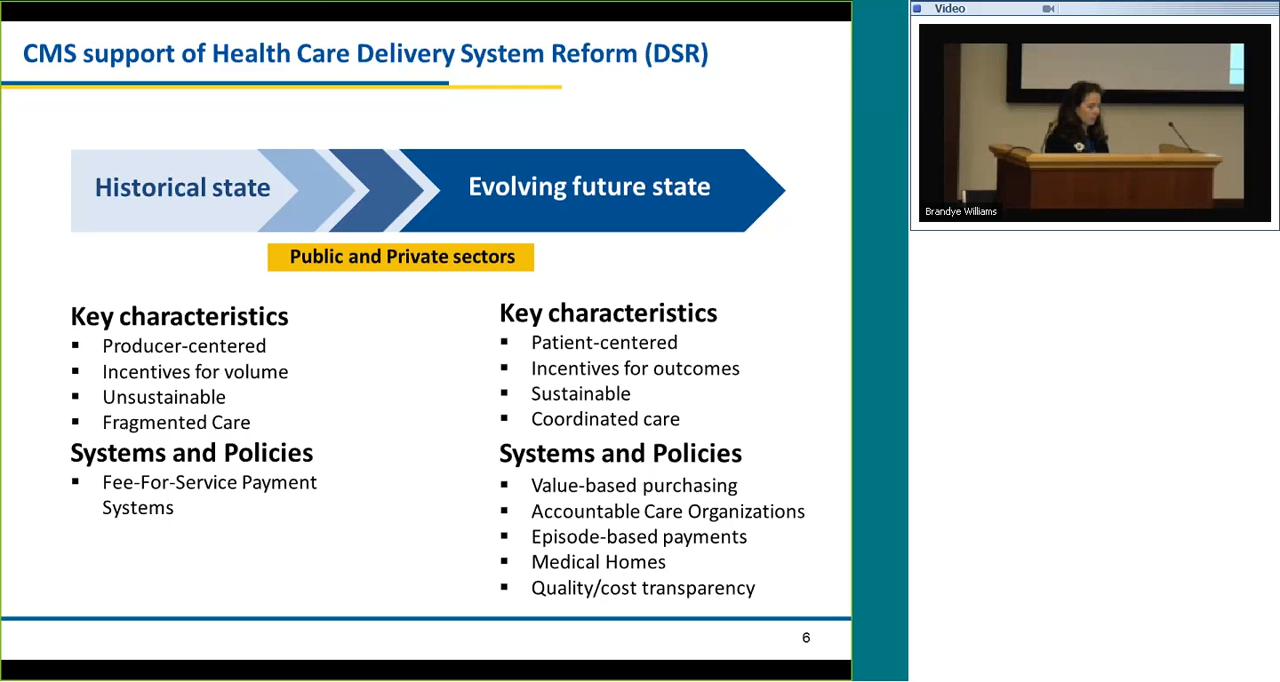 CMS support of Health Care Delivery System Reform (DSR)
Historical state
Evolving future state
Public and Private sectors
Key characteristics
▪ Producer-centered
▪ Incentives for volume
▪ Unsustainable
▪ Fragmented Care
Systems and Policies
▪ Fee-For-Service Payment
Systems
Key characteristics
▪ Patient-centered
▪ Incentives for outcomes
▪ Sustainable
▪ Coordinated care
Systems and Policies
▪ Value-based purchasing
▪ Accountable Care Organizations
▪ Episode-based payments
▪ Medical Homes
▪ Quality/cost transparency
6
Video
Brandye Williams